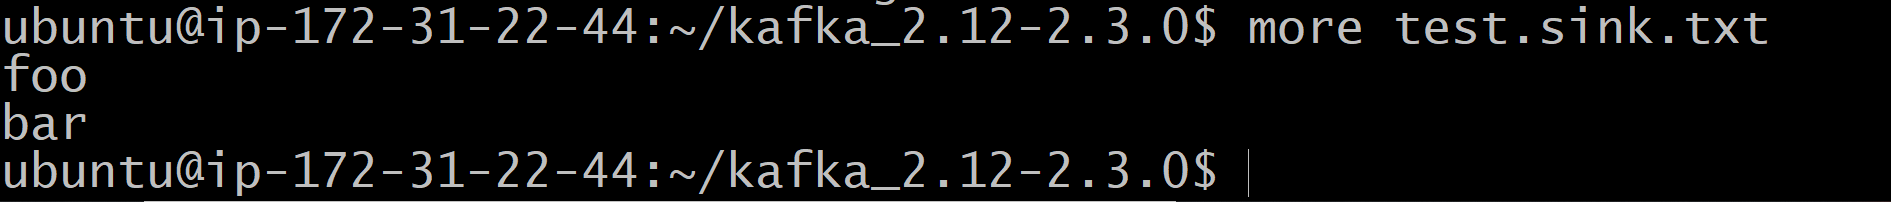 ubuntu@ip-172-31-22-44:~/kafka_2.12-2.3.0$ more test.sink.txt
foo
bar
ubuntu@ip-172-31-22-44:~/kafka_2.12-2.3.0$